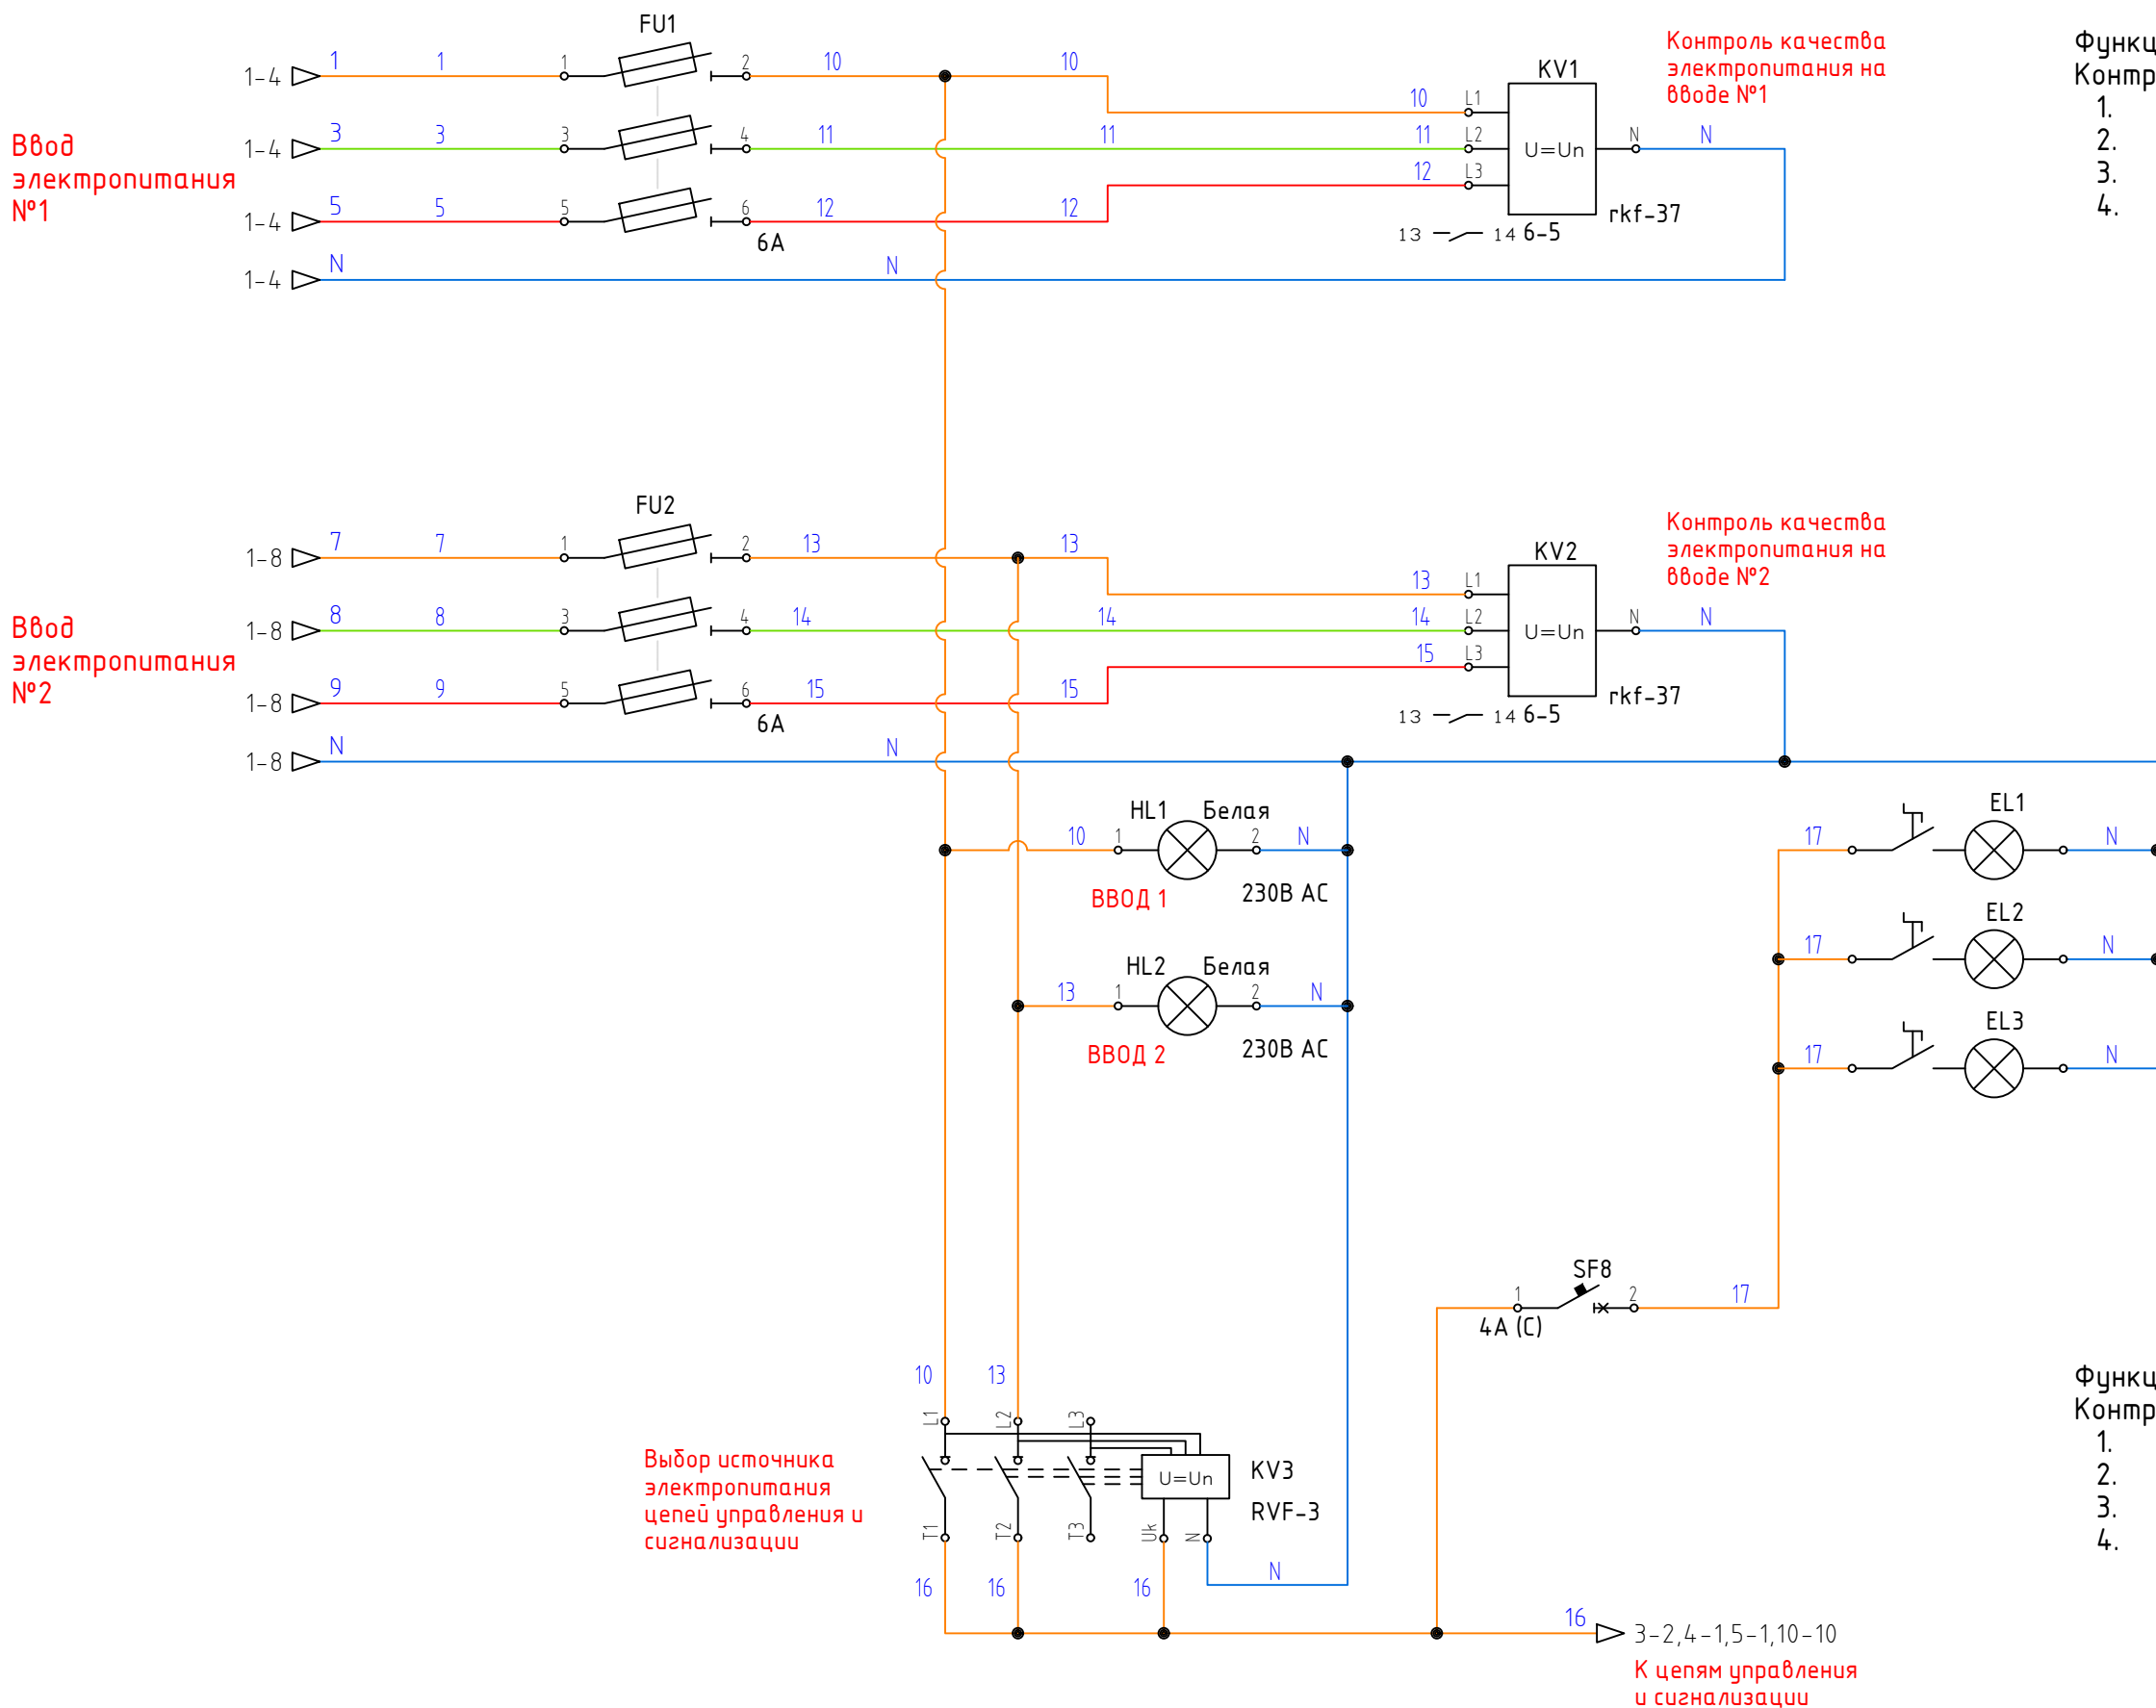 FU1
1-4 1 1 1 2 10 10
10 L1
KV1
Контроль качества
электропитания на
вводе №1
1-4 3 3 3 4 11 11 11 L2
U=Un
N N
1-4 5 5 5 6 12 12
12 L3
6А
rkf-37
13 14 6-5
1-4 N N
Ввод
электропитания
№1
1.
2.
3.
4.
FU2
1-8 7 7 1 2 13 13
13 L1
KV2
Контроль качества
электропитания на
вводе №2
1-8 8 8 3 4 14 14 14 L2
U=Un
N N
1-8 9 9 5 6 15 15
15 L3
6А
rkf-37
13 14 6-5
1-8 N N
Ввод
электропитания
№2
HL1 Белая
10 1 2 N
ВВОД 1 230В АС
HL2 Белая
13 1 2 N
ВВОД 2 230В АС
EL1
17 N
EL2
17 N
EL3
17 N
SF8
1 2 17
4А (С)
10 13
L1 L2 L3
Выбор источника
электропитания
цепей управления и
сигнализации
U=Un
KV3
RVF-3
T1 T2 T3 Uk N
N
16 16 16
16 3-2,4-1,5-1,10-10
К цепям управления
и сигнализации
1.
2.
3.
4.